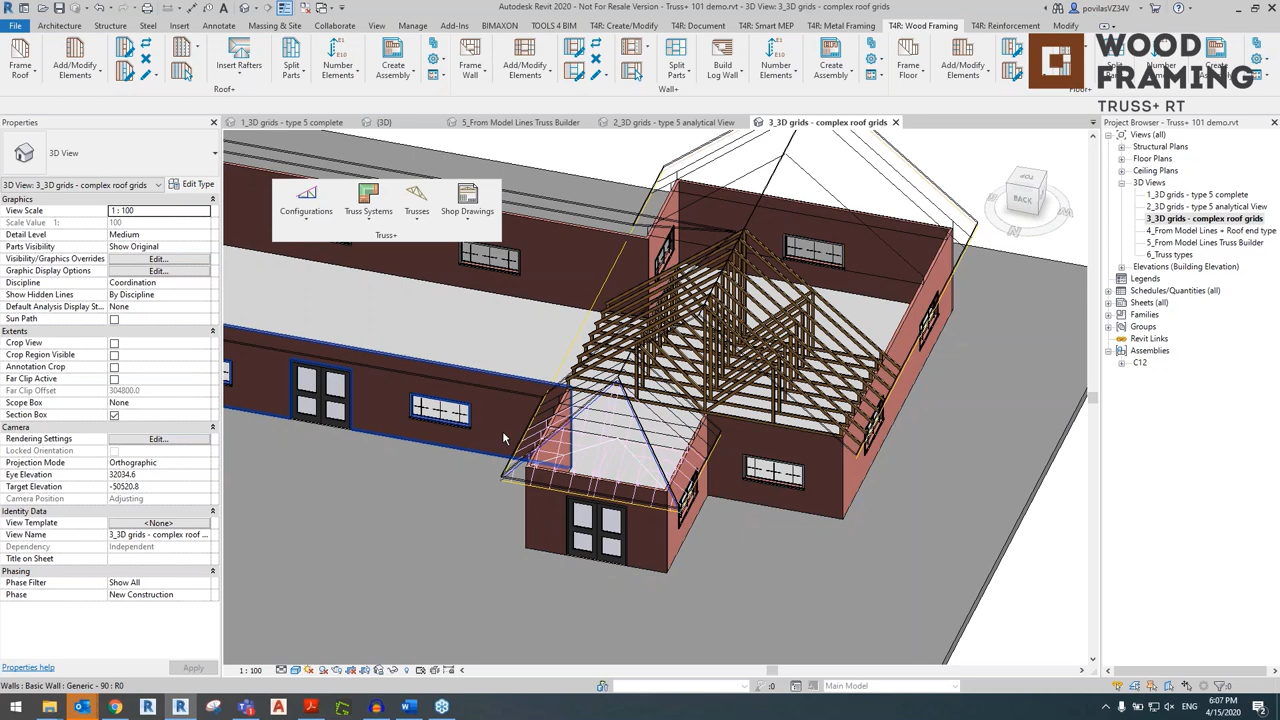 Autodesk Revit 2020.2 - Not For Resale Version - Truss+ 101 demo.rvt - 3D View: 3_3D grids - complex roof grids
povilasVZ34V
File Architecture Structure Steel Insert Annotate Massing & Site Collaborate View Manage Add-Ins BIMAXON TOOLS 4 BIM T4R: Create/Modify T4R: Document T4R: Smart MEP T4R: Metal Framing T4R: Wood Framing T4R: Reinforcement Modify
Frame Roof
Add/Modify Elements
Insert Rafters
Split Parts
Number Elements
Create Assembly
Frame Wall
Add/Modify Elements
Split Parts
Build Log Wall
Number Elements
Create Assembly
Frame Floor
Add/Modify Elements
Roof+
Wall+
Floor+
WOOD
FRAMING
TRUSS+ RT
Properties
1_3D grids - type 5 complete
{3D}
5_From Model Lines Truss Builder
2_3D grids - type 5 analytical View
3_3D grids - complex roof grids
Project Browser - Truss+ 101 demo.rvt
3D View
3D View: 3_3D grids - complex roof grids
Edit Type
Graphics
View Scale 1 : 100
Scale Value 1: 100
Detail Level Medium
Parts Visibility Show Original
Visibility/Graphics Overrides Edit...
Graphic Display Options Edit...
Discipline Coordination
Show Hidden Lines By Discipline
Default Analysis Display St... None
Sun Path
Extents
Crop View
Crop Region Visible
Annotation Crop
Far Clip Active
Far Clip Offset 304800.0
Scope Box None
Section Box
Camera
Rendering Settings Edit...
Locked Orientation
Projection Mode Orthographic
Eye Elevation 32034.6
Target Elevation -50520.8
Camera Position Adjusting
Identity Data
View Template <None>
View Name 3_3D grids - complex roof ...
Dependency Independent
Title on Sheet
Phasing
Phase Filter Show All
Phase New Construction
Properties help
Apply
Configurations
Truss Systems
Trusses
Shop Drawings
Truss+
BACK
Views (all)
Structural Plans
Floor Plans
Ceiling Plans
3D Views
1_3D grids - type 5 complete
2_3D grids - type 5 analytical View
3_3D grids - complex roof grids
4_From Model Lines + Roof end type
5_From Model Lines Truss Builder
6_Truss types
Elevations (Building Elevation)
Legends
Schedules/Quantities (all)
Sheets (all)
Families
Groups
Revit Links
Assemblies
C12
1 : 100
Walls : Basic Wall : Generic - 90 : R0
:0
Main Model
:0
ENG
6:07 PM
4/15/2020